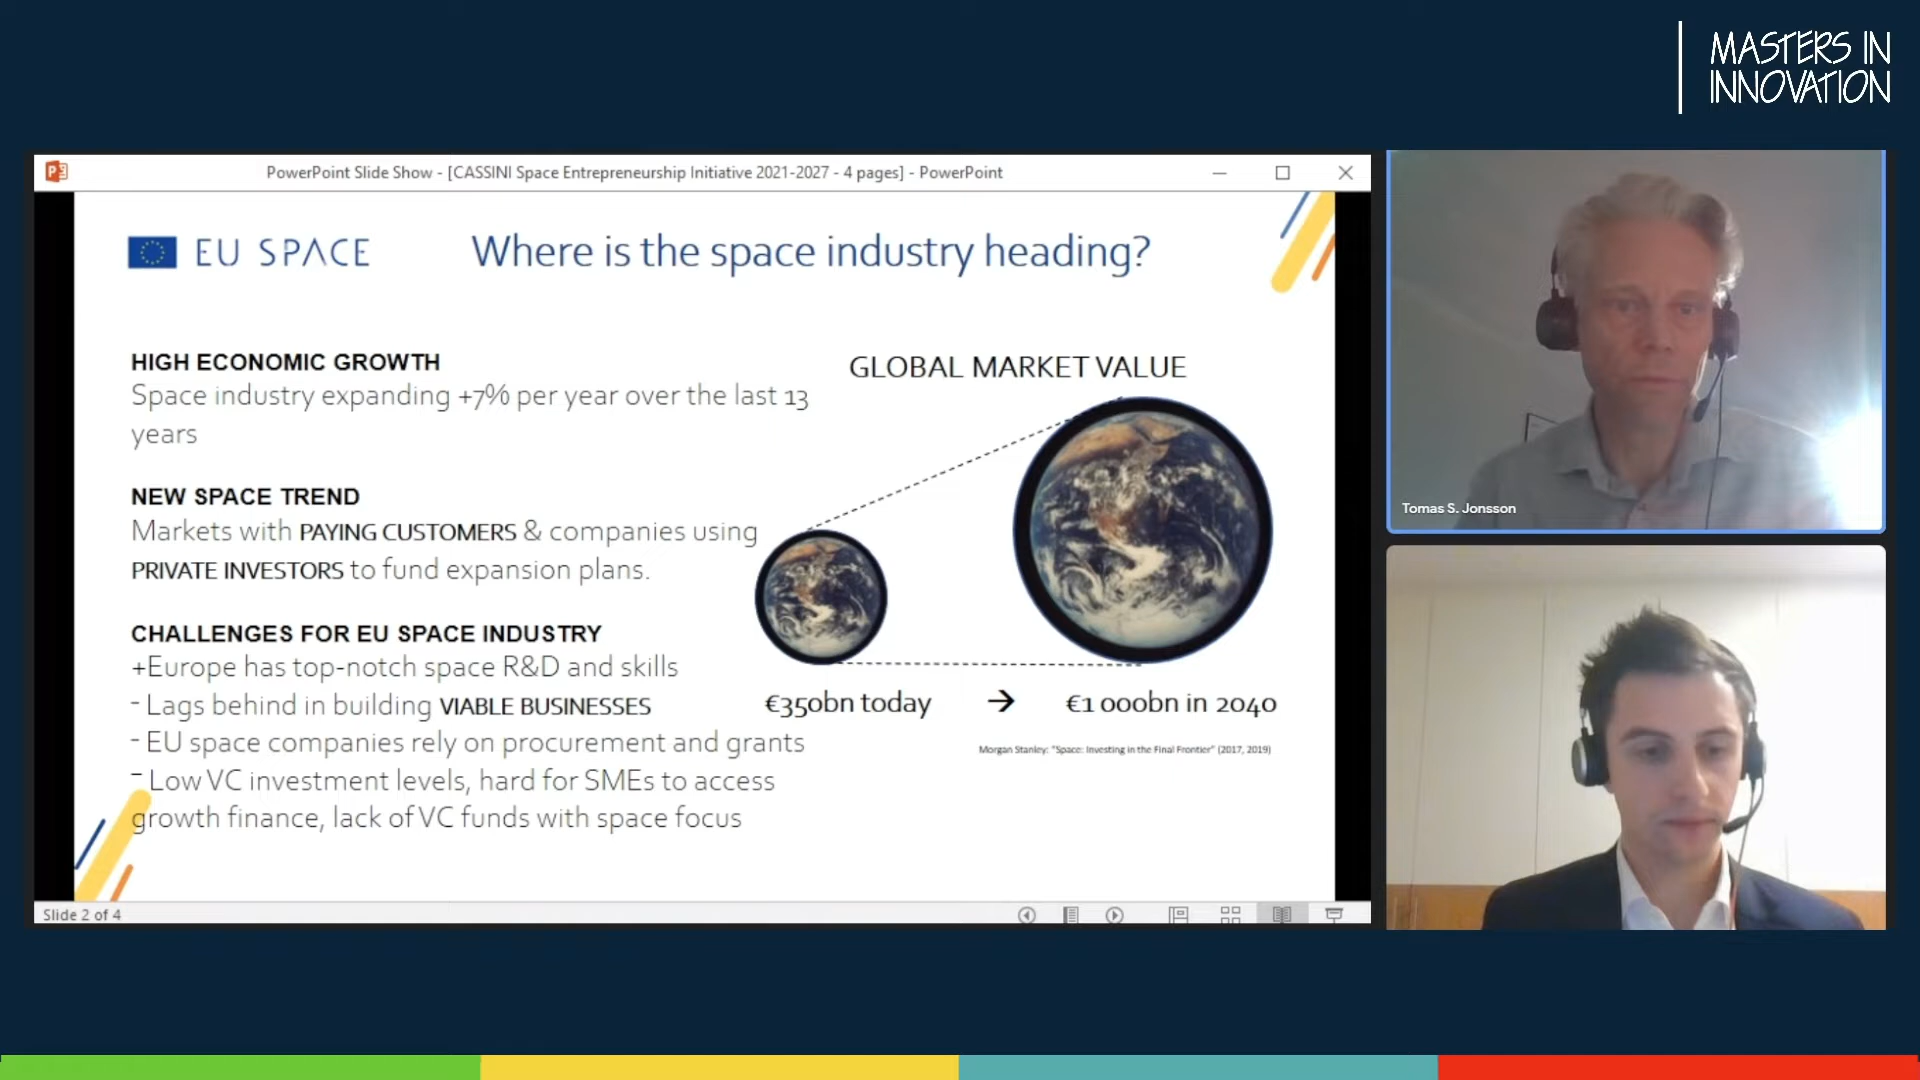 MASTERS IN
INNOVATION
PowerPoint Slide Show - [CASSINI Space Entrepreneurship Initiative 2021-2027 - 4 pages] - PowerPoint
EU SPACE
Where is the space industry heading?
HIGH ECONOMIC GROWTH
Space industry expanding +7% per year over the last 13
years
NEW SPACE TREND
Markets with PAYING CUSTOMERS & companies using
PRIVATE INVESTORS to fund expansion plans.
CHALLENGES FOR EU SPACE INDUSTRY
+Europe has top-notch space R&D and skills
- Lags behind in building VIABLE BUSINESSES
- EU space companies rely on procurement and grants
- Low VC investment levels, hard for SMEs to access
growth finance, lack of VC funds with space focus
GLOBAL MARKET VALUE
€350bn today → €1 000bn in 2040
Morgan Stanley: "Space: Investing in the Final Frontier" (2017, 2019)
Slide 2 of 4
Tomas S. Jonsson